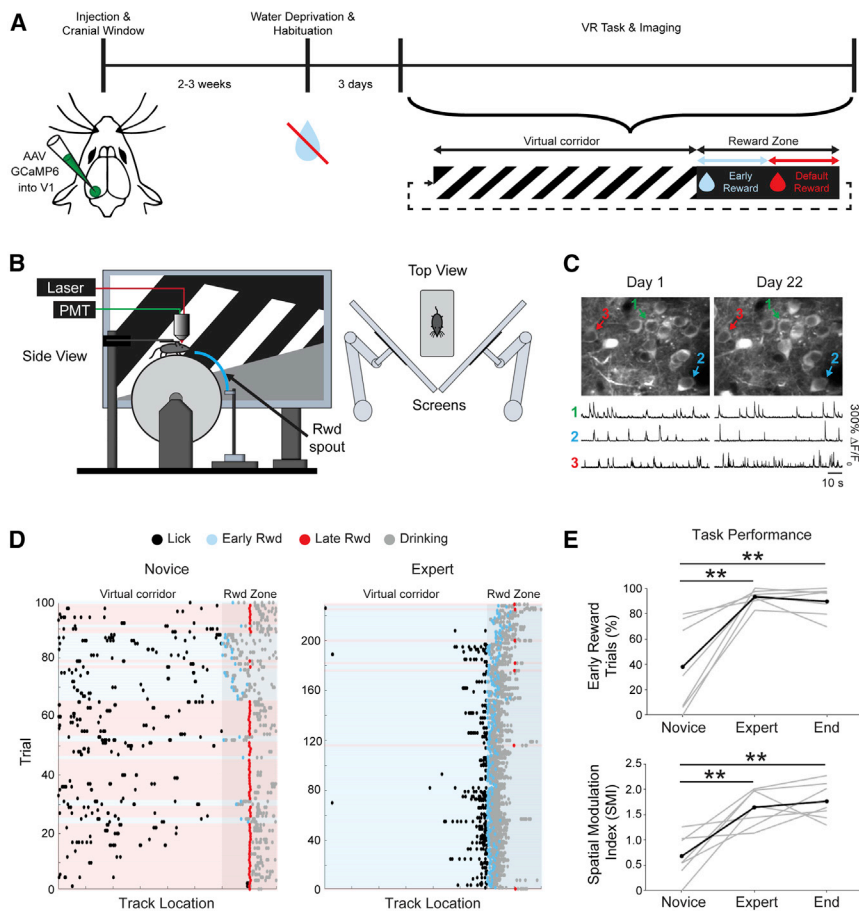 A
Injection &
Cranial Window
Water Deprivation &
Habituation
VR Task & Imaging
2-3 weeks
3 days
AAV
GCaMP6
into V1
Virtual corridor
Reward Zone
Early
Reward
Default
Reward
B
Laser
PMT
Side View
Rwd
spout
Top View
Screens
C
Day 1
Day 22
3
1
2
3
1
2
1
2
3
300% ΔF/F0
10 s
D
Lick
Early Rwd
Late Rwd
Drinking
Novice
Virtual corridor
Rwd Zone
100
80
60
40
20
0
Trial
Track Location
Expert
Virtual corridor
Rwd Zone
200
160
120
80
40
0
Track Location
E
Task Performance
**
**
100
80
60
40
20
0
Early Reward
Trials (%)
Novice
Expert
End
**
**
2.5
2.0
1.5
1.0
0.5
0
Spatial Modulation
Index (SMI)
Novice
Expert
End